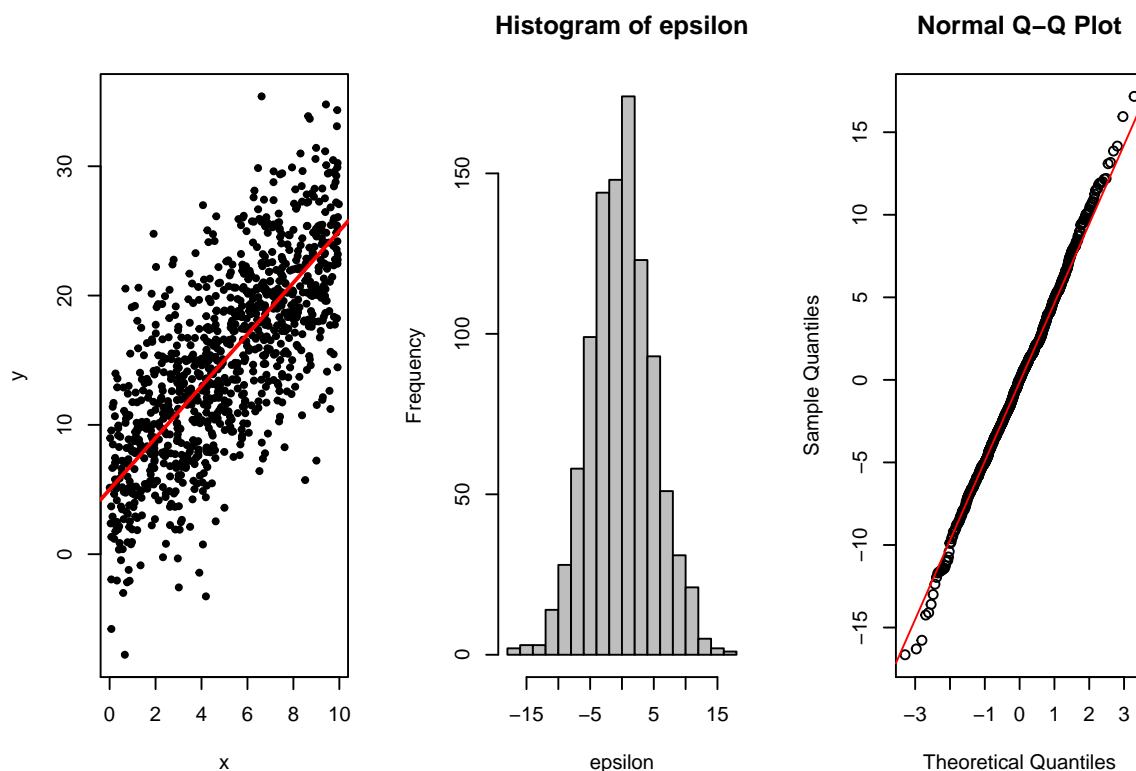 Histogram of epsilon
Normal Q−Q Plot
y
0
10
20
30
0 2 4 6 8 10
x
Frequency
0
50
100
150
−15 −5 5 15
epsilon
Sample Quantiles
−15
−10
−5
0
5
10
15
−3 −1 0 1 2 3
Theoretical Quantiles